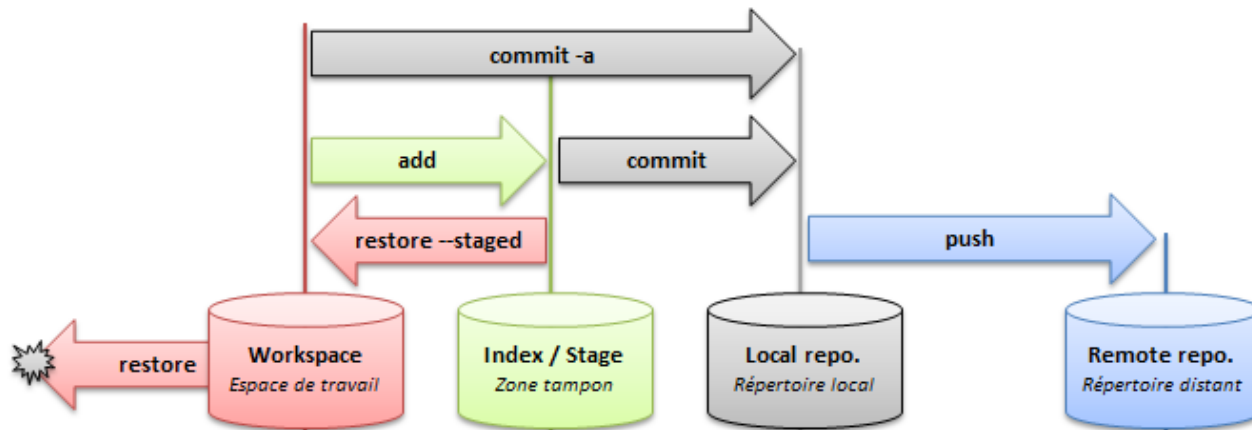 commit -a
add
commit
restore --staged
push
restore
Workspace
Espace de travail
Index / Stage
Zone tampon
Local repo.
Répertoire local
Remote repo.
Répertoire distant